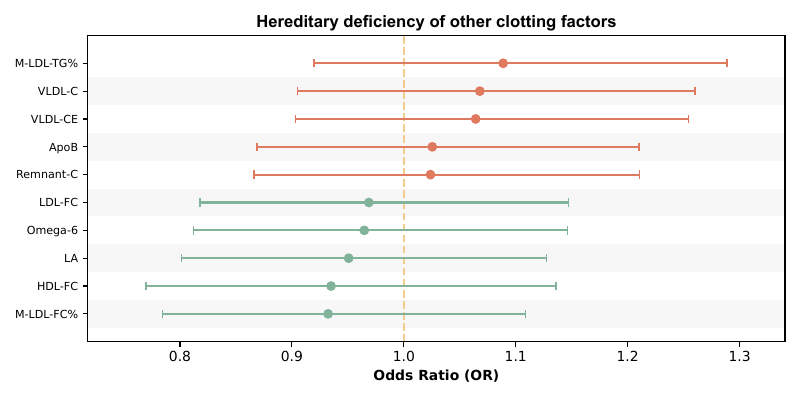 Hereditary deficiency of other clotting factors
M-LDL-TG%
VLDL-C
VLDL-CE
ApoB
Remnant-C
LDL-FC
Omega-6
LA
HDL-FC
M-LDL-FC%
0.8 0.9 1.0 1.1 1.2 1.3
Odds Ratio (OR)